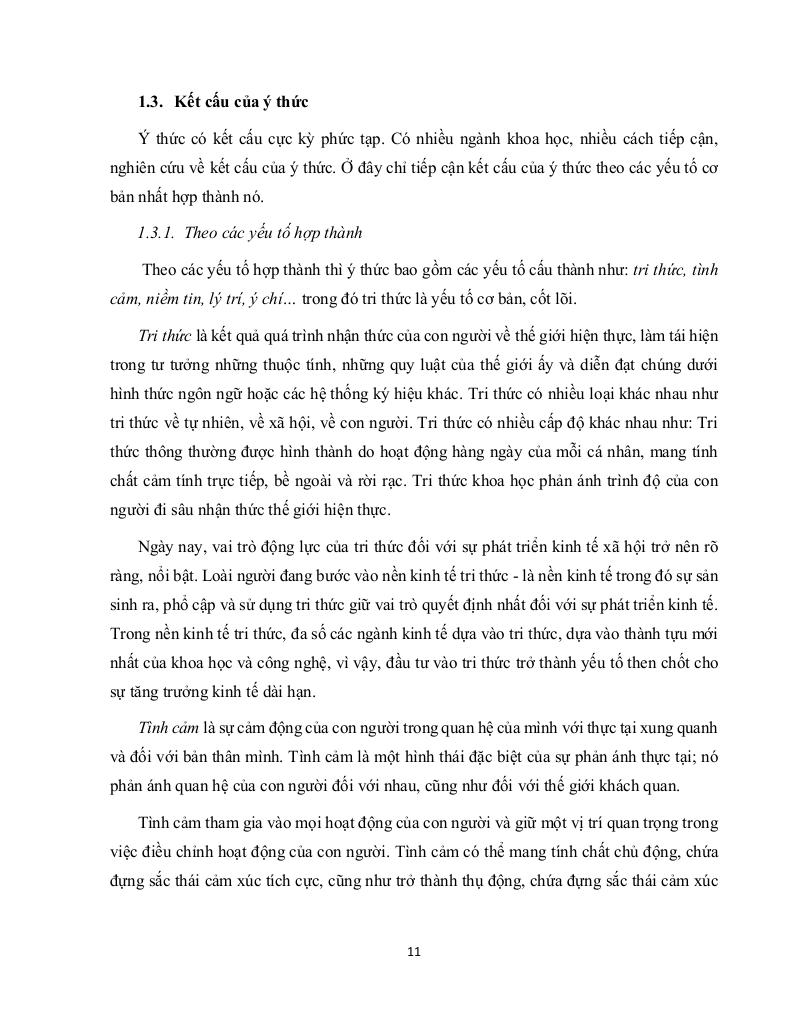 1.3. Kết cấu của ý thức
Ý thức có kết cấu cực kỳ phức tạp. Có nhiều ngành khoa học, nhiều cách tiếp cận,
nghiên cứu về kết cấu của ý thức. Ở đây chỉ tiếp cận kết cấu của ý thức theo các yếu tố cơ
bản nhất hợp thành nó.
1.3.1. Theo các yếu tố hợp thành
Theo các yếu tố hợp thành thì ý thức bao gồm các yếu tố cấu thành như: tri thức, tình
cảm, niềm tin, lý trí, ý chí… trong đó tri thức là yếu tố cơ bản, cốt lõi.
Tri thức là kết quả quá trình nhận thức của con người về thế giới hiện thực, làm tái hiện
trong tư tưởng những thuộc tính, những quy luật của thế giới ấy và diễn đạt chúng dưới
hình thức ngôn ngữ hoặc các hệ thống ký hiệu khác. Tri thức có nhiều loại khác nhau như
tri thức về tự nhiên, về xã hội, về con người. Tri thức có nhiều cấp độ khác nhau như: Tri
thức thông thường được hình thành do hoạt động hàng ngày của mỗi cá nhân, mang tính
chất cảm tính trực tiếp, bề ngoài và rời rạc. Tri thức khoa học phản ánh trình độ của con
người đi sâu nhận thức thế giới hiện thực.
Ngày nay, vai trò động lực của tri thức đối với sự phát triển kinh tế xã hội trở nên rõ
ràng, nổi bật. Loài người đang bước vào nền kinh tế tri thức - là nền kinh tế trong đó sự sản
sinh ra, phổ cập và sử dụng tri thức giữ vai trò quyết định nhất đối với sự phát triển kinh tế.
Trong nền kinh tế tri thức, đa số các ngành kinh tế dựa vào tri thức, dựa vào thành tựu mới
nhất của khoa học và công nghệ, vì vậy, đầu tư vào tri thức trở thành yếu tố then chốt cho
sự tăng trưởng kinh tế dài hạn.
Tình cảm là sự cảm động của con người trong quan hệ của mình với thực tại xung quanh
và đối với bản thân mình. Tình cảm là một hình thái đặc biệt của sự phản ánh thực tại; nó
phản ánh quan hệ của con người đối với nhau, cũng như đối với thế giới khách quan.
Tình cảm tham gia vào mọi hoạt động của con người và giữ một vị trí quan trọng trong
việc điều chỉnh hoạt động của con người. Tình cảm có thể mang tính chất chủ động, chứa
đựng sắc thái cảm xúc tích cực, cũng như trở thành thụ động, chứa đựng sắc thái cảm xúc
11